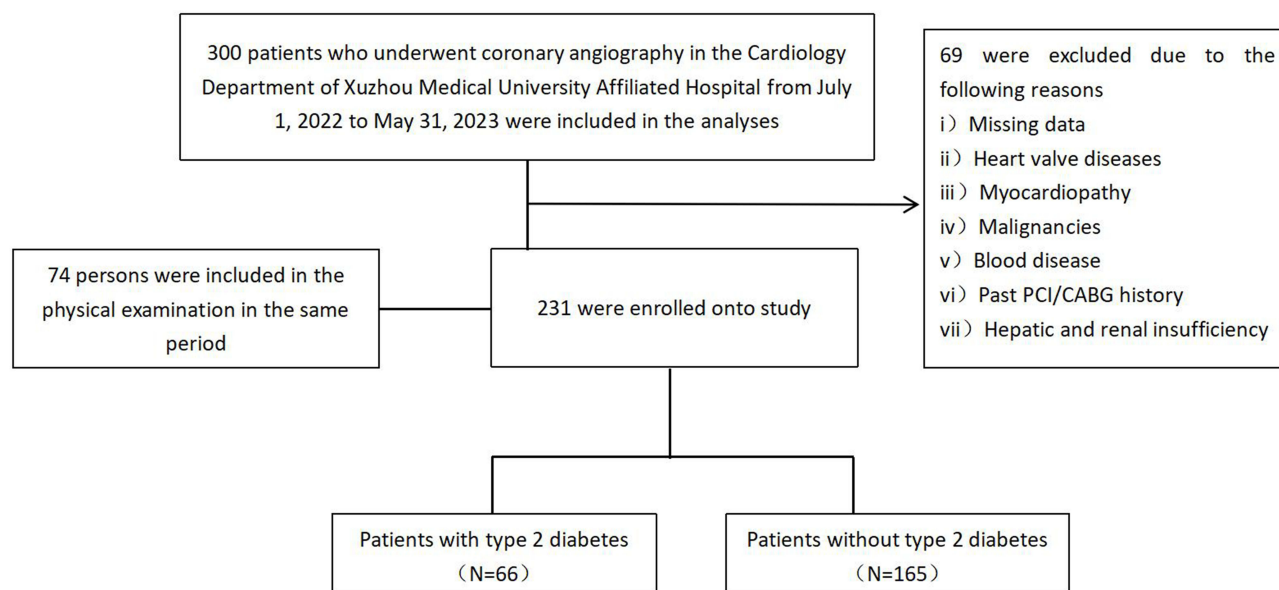 300 patients who underwent coronary angiography in the Cardiology
Department of Xuzhou Medical University Affiliated Hospital from July
1, 2022 to May 31, 2023 were included in the analyses
69 were excluded due to the
following reasons
i）Missing data
ii）Heart valve diseases
iii）Myocardiopathy
iv）Malignancies
v）Blood disease
vi）Past PCI/CABG history
vii）Hepatic and renal insufficiency
74 persons were included in the
physical examination in the same
period
231 were enrolled onto study
Patients with type 2 diabetes
（N=66）
Patients without type 2 diabetes
（N=165）